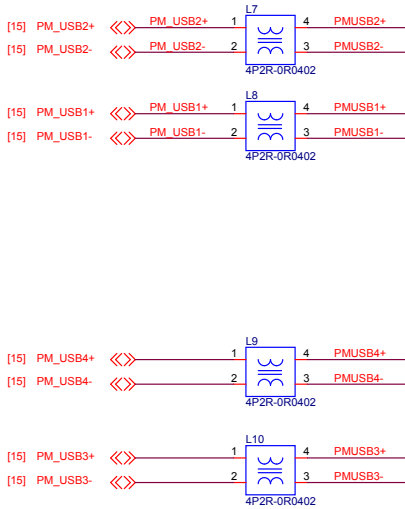 L7
[15] PM_USB2+ PM_USB2+ 1 4 PMUSB2+
[15] PM_USB2- PM_USB2- 2 3 PMUSB2-
4P2R-0R0402
L8
[15] PM_USB1+ PM_USB1+ 1 4 PMUSB1+
[15] PM_USB1- PM_USB1- 2 3 PMUSB1-
4P2R-0R0402
L9
[15] PM_USB4+ 1 4 PMUSB4+
[15] PM_USB4- 2 3 PMUSB4-
4P2R-0R0402
L10
[15] PM_USB3+ 1 4 PMUSB3+
[15] PM_USB3- 2 3 PMUSB3-
4P2R-0R0402